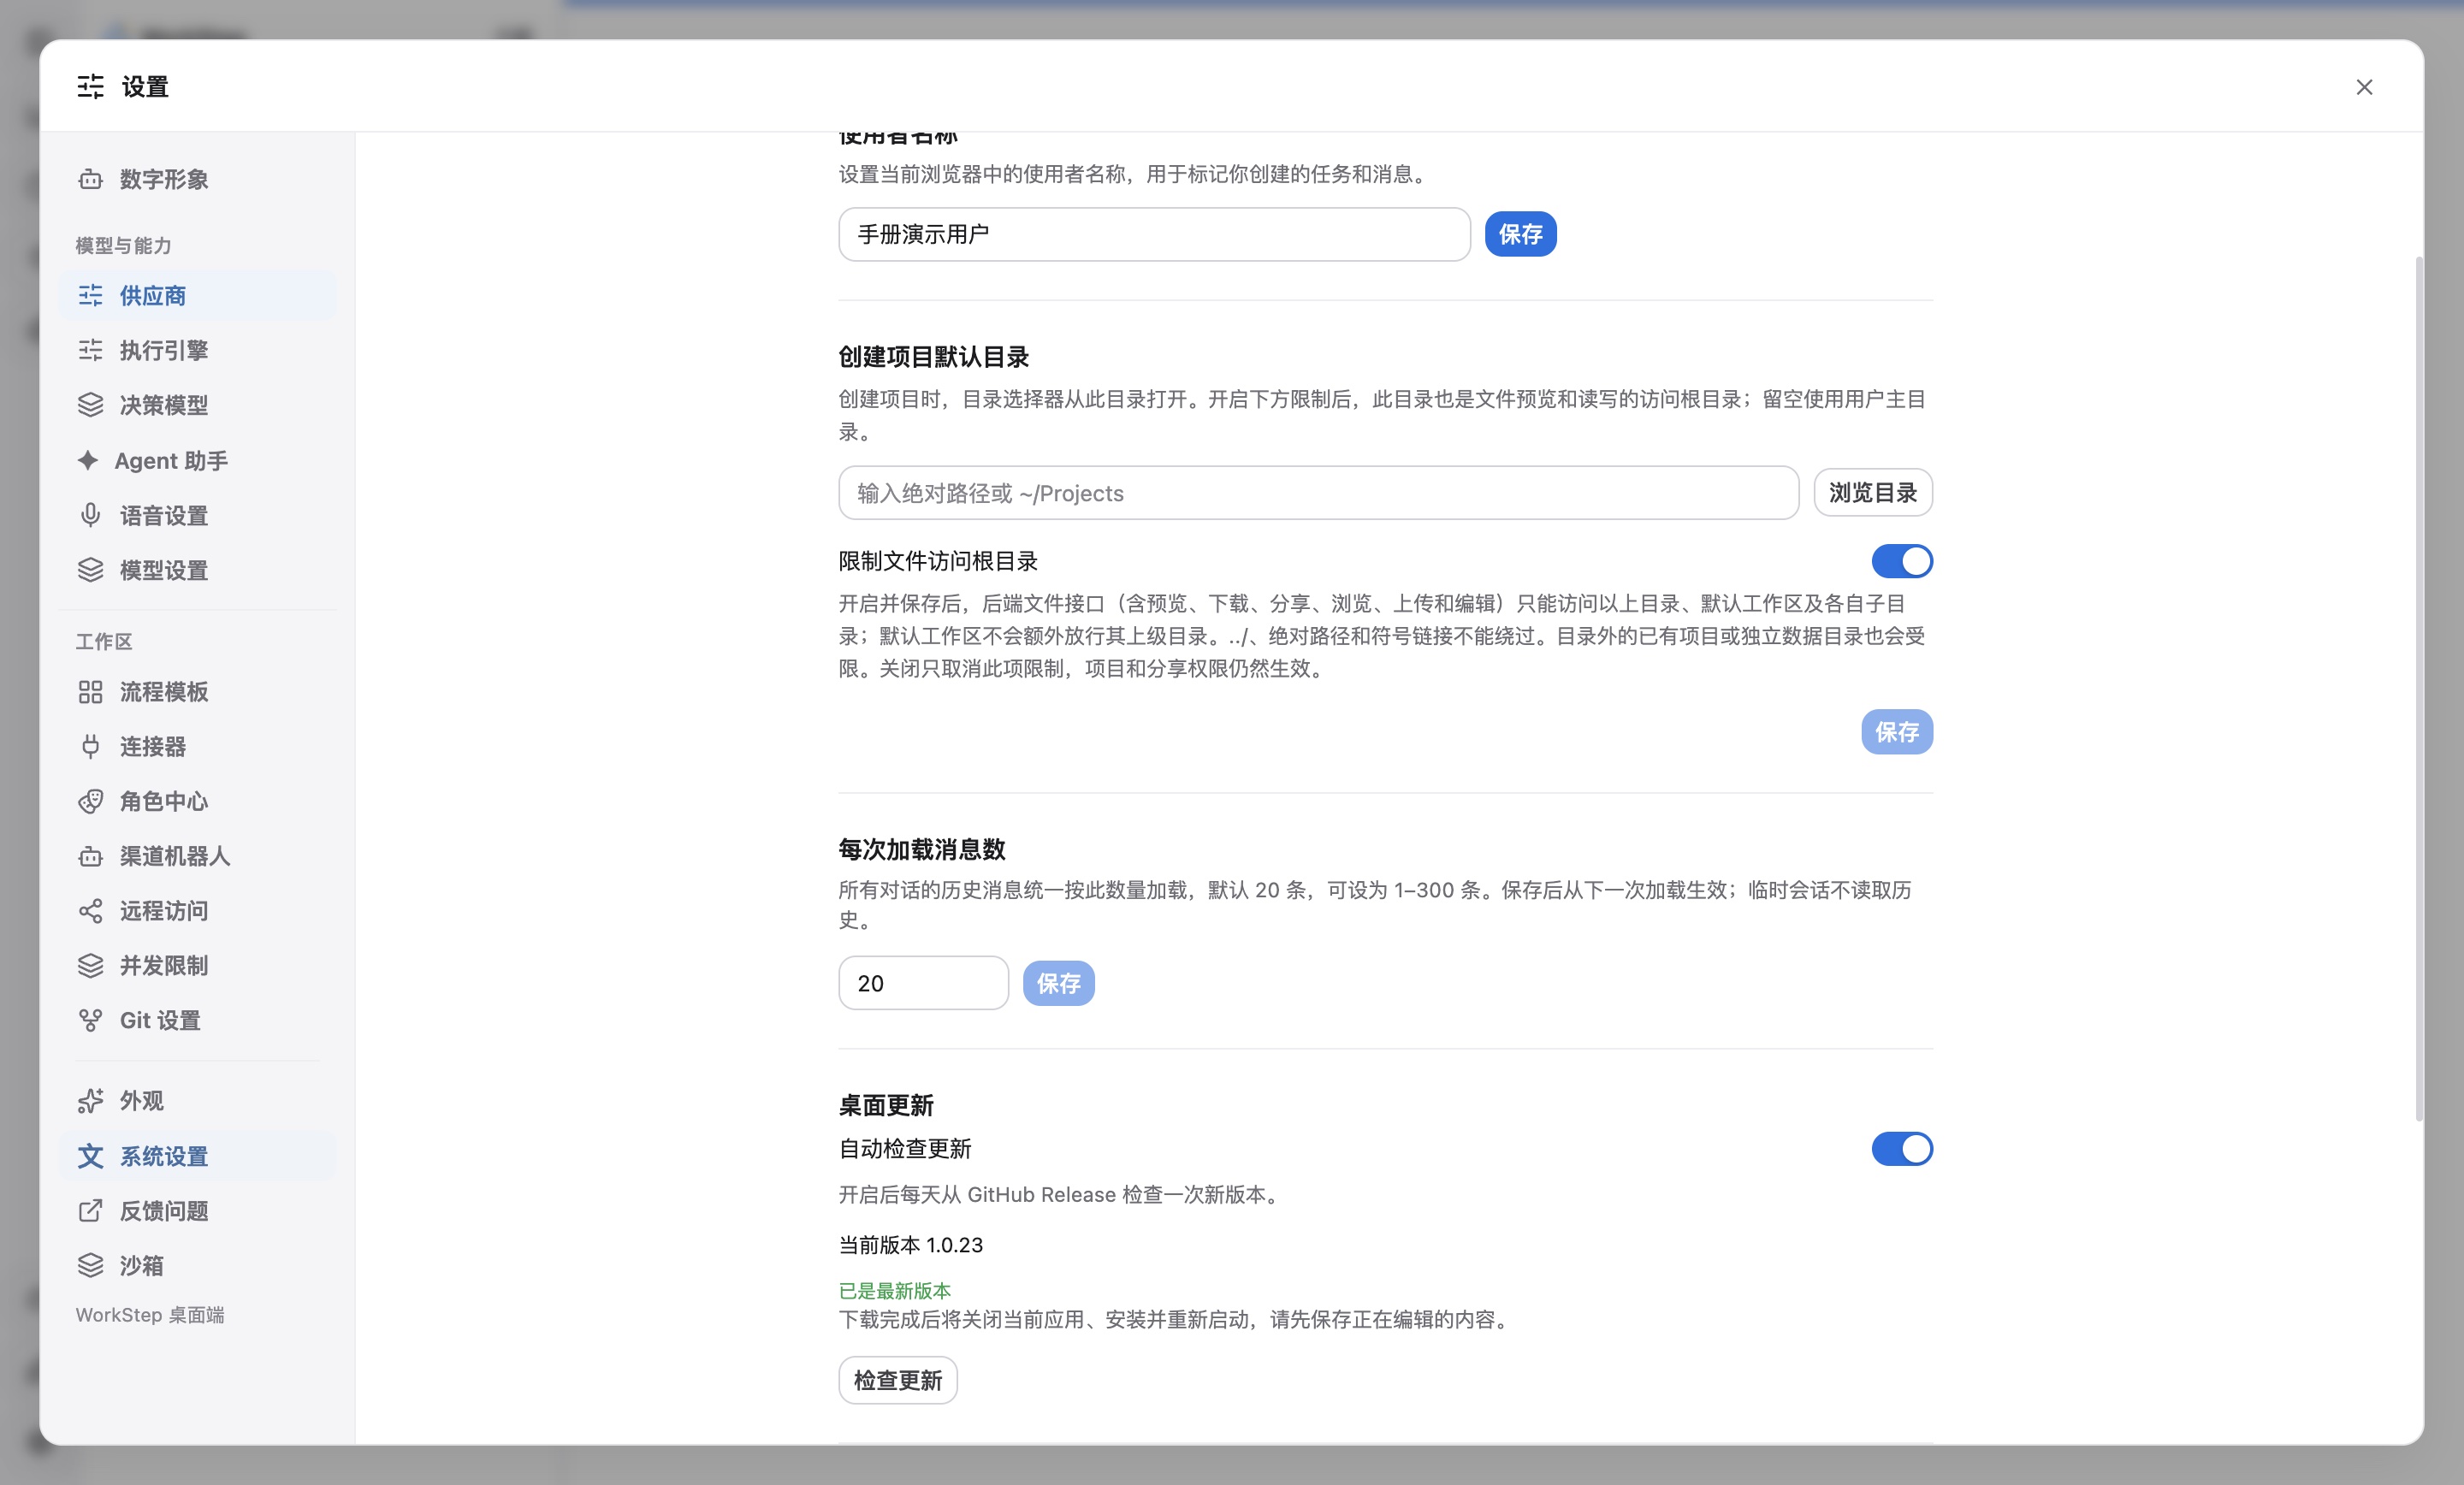 设置
数字形象
模型与能力
供应商
执行引擎
决策模型
Agent 助手
语音设置
模型设置
工作区
流程模板
连接器
角色中心
渠道机器人
远程访问
并发限制
Git 设置
外观
系统设置
反馈问题
沙箱
WorkStep 桌面端
使用者名称
设置当前浏览器中的使用者名称，用于标记你创建的任务和消息。
手册演示用户
保存
创建项目默认目录
创建项目时，目录选择器从此目录打开。开启下方限制后，此目录也是文件预览和读写的访问根目录；留空使用用户主目
录。
输入绝对路径或 ~/Projects
浏览目录
限制文件访问根目录
开启并保存后，后端文件接口（含预览、下载、分享、浏览、上传和编辑）只能访问以上目录、默认工作区及各自子目
录；默认工作区不会额外放行其上级目录。../、绝对路径和符号链接不能绕过。目录外的已有项目或独立数据目录也会受
限。关闭只取消此项限制，项目和分享权限仍然生效。
保存
每次加载消息数
所有对话的历史消息统一按此数量加载，默认 20 条，可设为 1–300 条。保存后从下一次加载生效；临时会话不读取历
史。
20
保存
桌面更新
自动检查更新
开启后每天从 GitHub Release 检查一次新版本。
当前版本 1.0.23
已是最新版本
下载完成后将关闭当前应用、安装并重新启动，请先保存正在编辑的内容。
检查更新